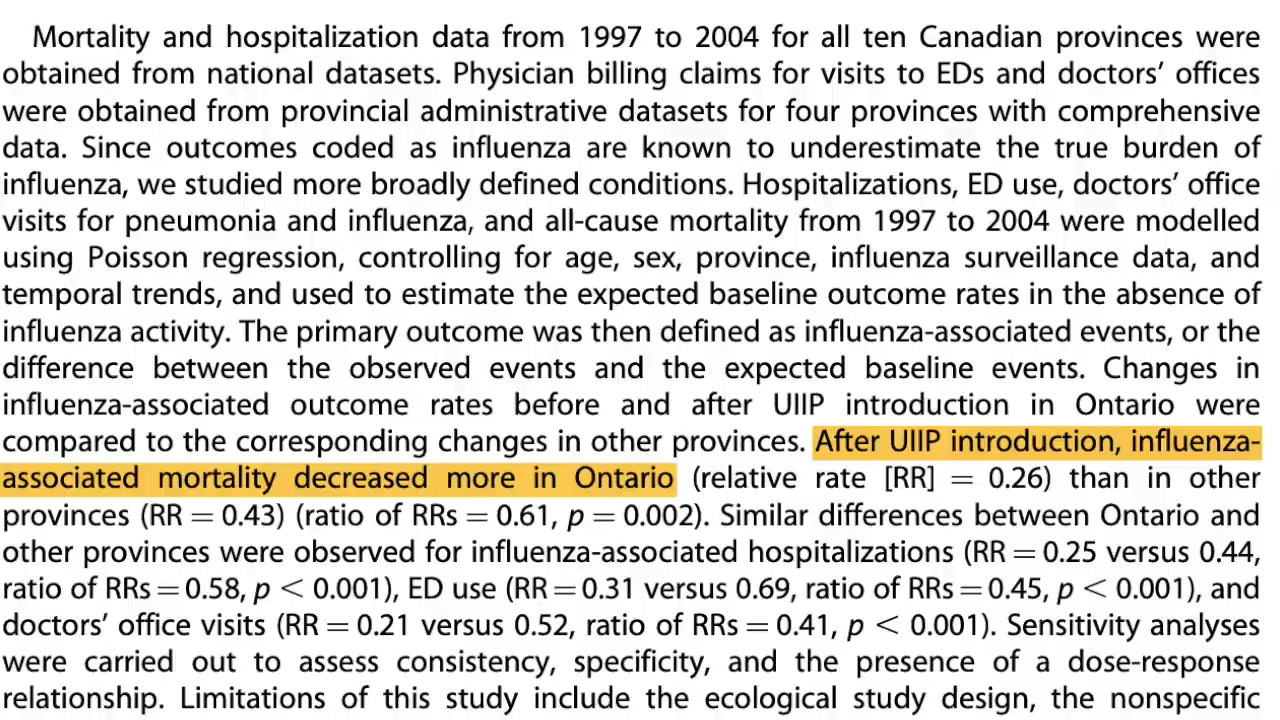 Mortality and hospitalization data from 1997 to 2004 for all ten Canadian provinces were
obtained from national datasets. Physician billing claims for visits to EDs and doctors’ offices
were obtained from provincial administrative datasets for four provinces with comprehensive
data. Since outcomes coded as influenza are known to underestimate the true burden of
influenza, we studied more broadly defined conditions. Hospitalizations, ED use, doctors’ office
visits for pneumonia and influenza, and all-cause mortality from 1997 to 2004 were modelled
using Poisson regression, controlling for age, sex, province, influenza surveillance data, and
temporal trends, and used to estimate the expected baseline outcome rates in the absence of
influenza activity. The primary outcome was then defined as influenza-associated events, or the
difference between the observed events and the expected baseline events. Changes in
influenza-associated outcome rates before and after UIIP introduction in Ontario were
compared to the corresponding changes in other provinces. After UIIP introduction, influenza-
associated mortality decreased more in Ontario (relative rate [RR] = 0.26) than in other
provinces (RR = 0.43) (ratio of RRs = 0.61, p = 0.002). Similar differences between Ontario and
other provinces were observed for influenza-associated hospitalizations (RR = 0.25 versus 0.44,
ratio of RRs = 0.58, p < 0.001), ED use (RR = 0.31 versus 0.69, ratio of RRs = 0.45, p < 0.001), and
doctors’ office visits (RR = 0.21 versus 0.52, ratio of RRs = 0.41, p < 0.001). Sensitivity analyses
were carried out to assess consistency, specificity, and the presence of a dose-response
relationship. Limitations of this study include the ecological study design, the nonspecific